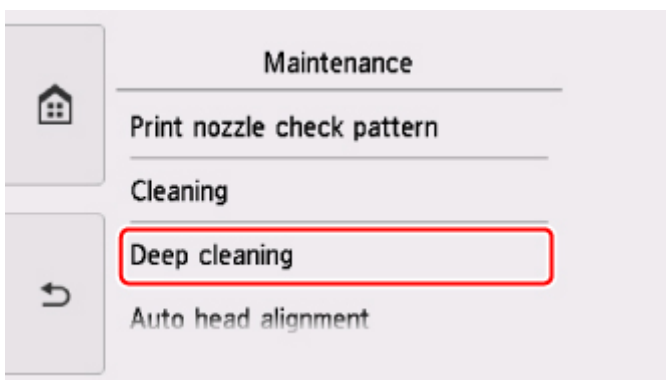 Maintenance
Print nozzle check pattern
Cleaning
Deep cleaning
Auto head alignment